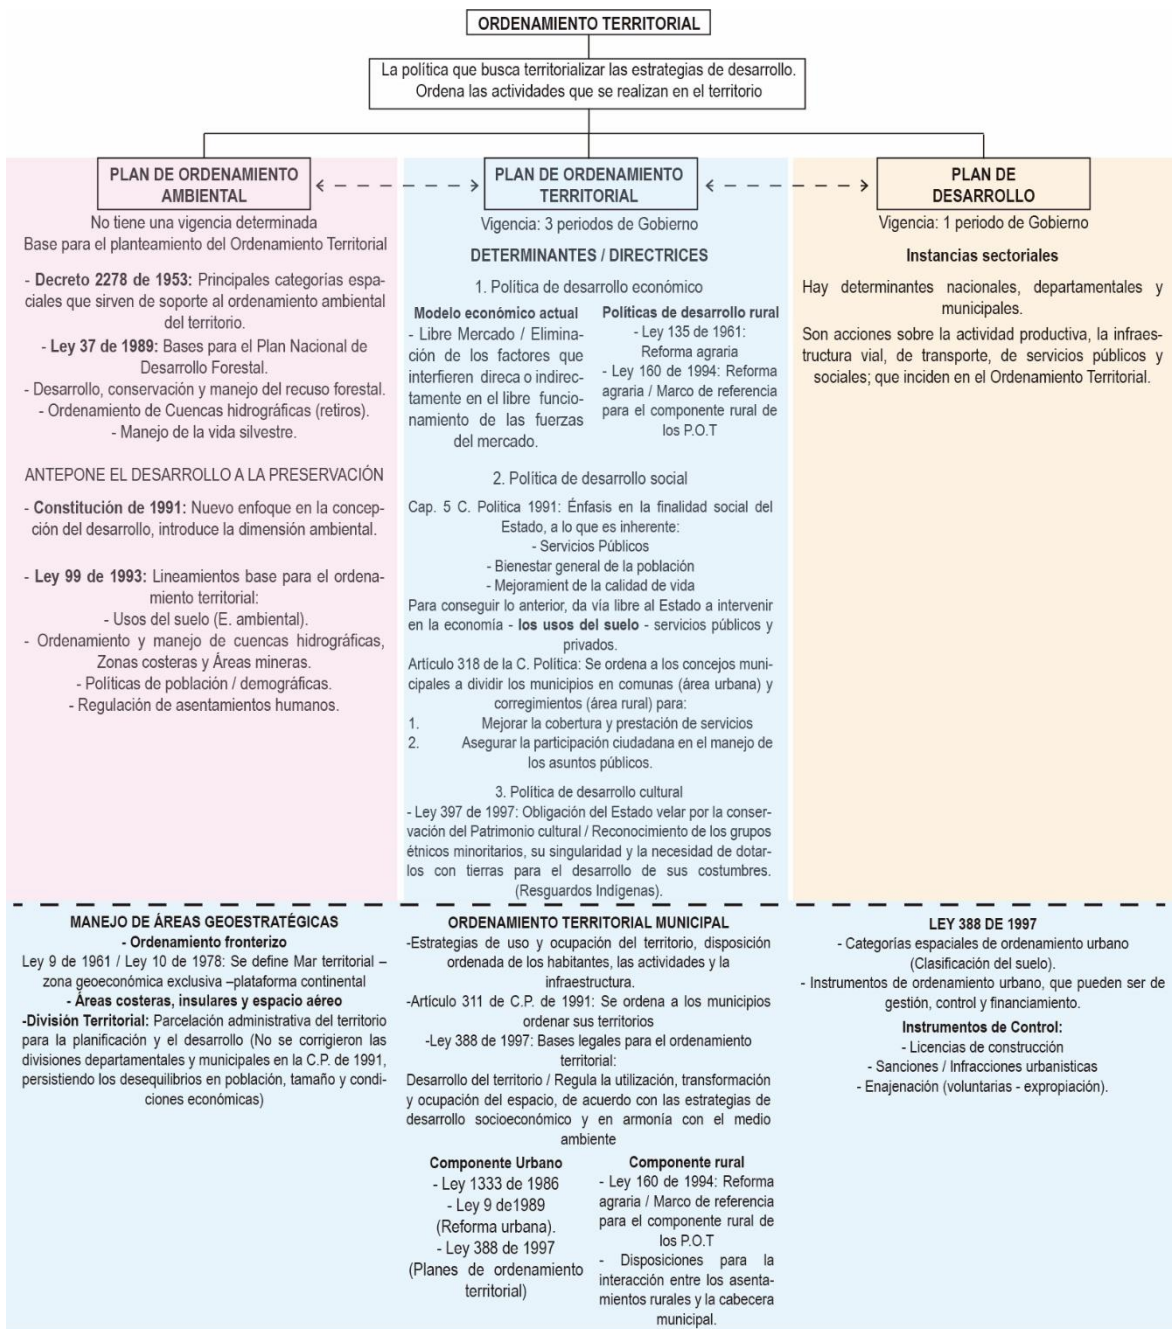 ORDENAMIENTO TERRITORIAL
La política que busca territorializar las estrategias de desarrollo.
Ordena las actividades que se realizan en el territorio
PLAN DE ORDENAMIENTO
AMBIENTAL
No tiene una vigencia determinada
Base para el planteamiento del Ordenamiento Territorial
- Decreto 2278 de 1953: Principales categorías espa-
ciales que sirven de soporte al ordenamiento ambiental
del territorio.
- Ley 37 de 1989: Bases para el Plan Nacional de
Desarrollo Forestal.
- Desarrollo, conservación y manejo del recuso forestal.
- Ordenamiento de Cuencas hidrográficas (retiros).
- Manejo de la vida silvestre.
ANTEPONE EL DESARROLLO A LA PRESERVACIÓN
- Constitución de 1991: Nuevo enfoque en la concep-
ción del desarrollo, introduce la dimensión ambiental.
- Ley 99 de 1993: Lineamientos base para el ordena-
miento territorial:
- Usos del suelo (E. ambiental).
- Ordenamiento y manejo de cuencas hidrográficas,
Zonas costeras y Áreas mineras.
- Políticas de población / demográficas.
- Regulación de asentamientos humanos.
PLAN DE ORDENAMIENTO
TERRITORIAL
Vigencia: 3 periodos de Gobierno
DETERMINANTES / DIRECTRICES
1. Política de desarrollo económico
Modelo económico actual
- Libre Mercado / Elimi-
nación de los factores que
interfieren direca o indirec-
tamente en el libre funcio-
namiento de las fuerzas
del mercado.
Políticas de desarrollo rural
- Ley 135 de 1961:
Reforma agraria
- Ley 160 de 1994: Reforma
agraria / Marco de referencia
para el componente rural de
los P.O.T
2. Política de desarrollo social
Cap. 5 C. Politica 1991: Énfasis en la finalidad social del
Estado, a lo que es inherente:
- Servicios Públicos
- Bienestar general de la población
- Mejoramient de la calidad de vida
Para conseguir lo anterior, da vía libre al Estado a intervenir
en la economía - los usos del suelo - servicios públicos y
privados.
Artículo 318 de la C. Política: Se ordena a los concejos muni-
cipales a dividir los municipios en comunas (área urbana) y
corregimientos (área rural) para:
1. Mejorar la cobertura y prestación de servicios
2. Asegurar la participación ciudadana en el manejo de
los asuntos públicos.
3. Política de desarrollo cultural
- Ley 397 de 1997: Obligación del Estado velar por la conser-
vación del Patrimonio cultural / Reconocimiento de los grupos
étnicos minoritarios, su singularidad y la necesidad de dotar-
los con tierras para el desarrollo de sus costumbres.
(Resguardos Indígenas).
PLAN DE
DESARROLLO
Vigencia: 1 periodo de Gobierno
Instancias sectoriales
Hay determinantes nacionales, departamentales y
municipales.
Son acciones sobre la actividad productiva, la infraes-
tructura vial, de transporte, de servicios públicos y
sociales; que inciden en el Ordenamiento Territorial.
MANEJO DE ÁREAS GEOESTRATÉGICAS
- Ordenamiento fronterizo
Ley 9 de 1961 / Ley 10 de 1978: Se define Mar territorial –
zona geoeconómica exclusiva –plataforma continental
- Áreas costeras, insulares y espacio aéreo
-División Territorial: Parcelación administrativa del territorio
para la planificación y el desarrollo (No se corrigieron las
divisiones departamentales y municipales en la C.P. de 1991,
persistiendo los desequilibrios en población, tamaño y condi-
ciones económicas)
ORDENAMIENTO TERRITORIAL MUNICIPAL
-Estrategias de uso y ocupación del territorio, disposición
ordenada de los habitantes, las actividades y la
infraestructura.
-Artículo 311 de C.P. de 1991: Se ordena a los municipios
ordenar sus territorios
-Ley 388 de 1997: Bases legales para el ordenamiento
territorial:
Desarrollo del territorio / Regula la utilización, transformación
y ocupación del espacio, de acuerdo con las estrategias de
desarrollo socioeconómico y en armonía con el medio
ambiente
Componente Urbano
- Ley 1333 de 1986
- Ley 9 de1989
(Reforma urbana).
- Ley 388 de 1997
(Planes de ordenamiento
territorial)
Componente rural
- Ley 160 de 1994: Reforma
agraria / Marco de referencia
para el componente rural de
los P.O.T
- Disposiciones para la
interacción entre los asenta-
mientos rurales y la cabecera
municipal.
LEY 388 DE 1997
- Categorías espaciales de ordenamiento urbano
(Clasificación del suelo).
- Instrumentos de ordenamiento urbano, que pueden ser de
gestión, control y financiamiento.
Instrumentos de Control:
- Licencias de construcción
- Sanciones / Infracciones urbanisticas
- Enajenación (voluntarias - expropiación).